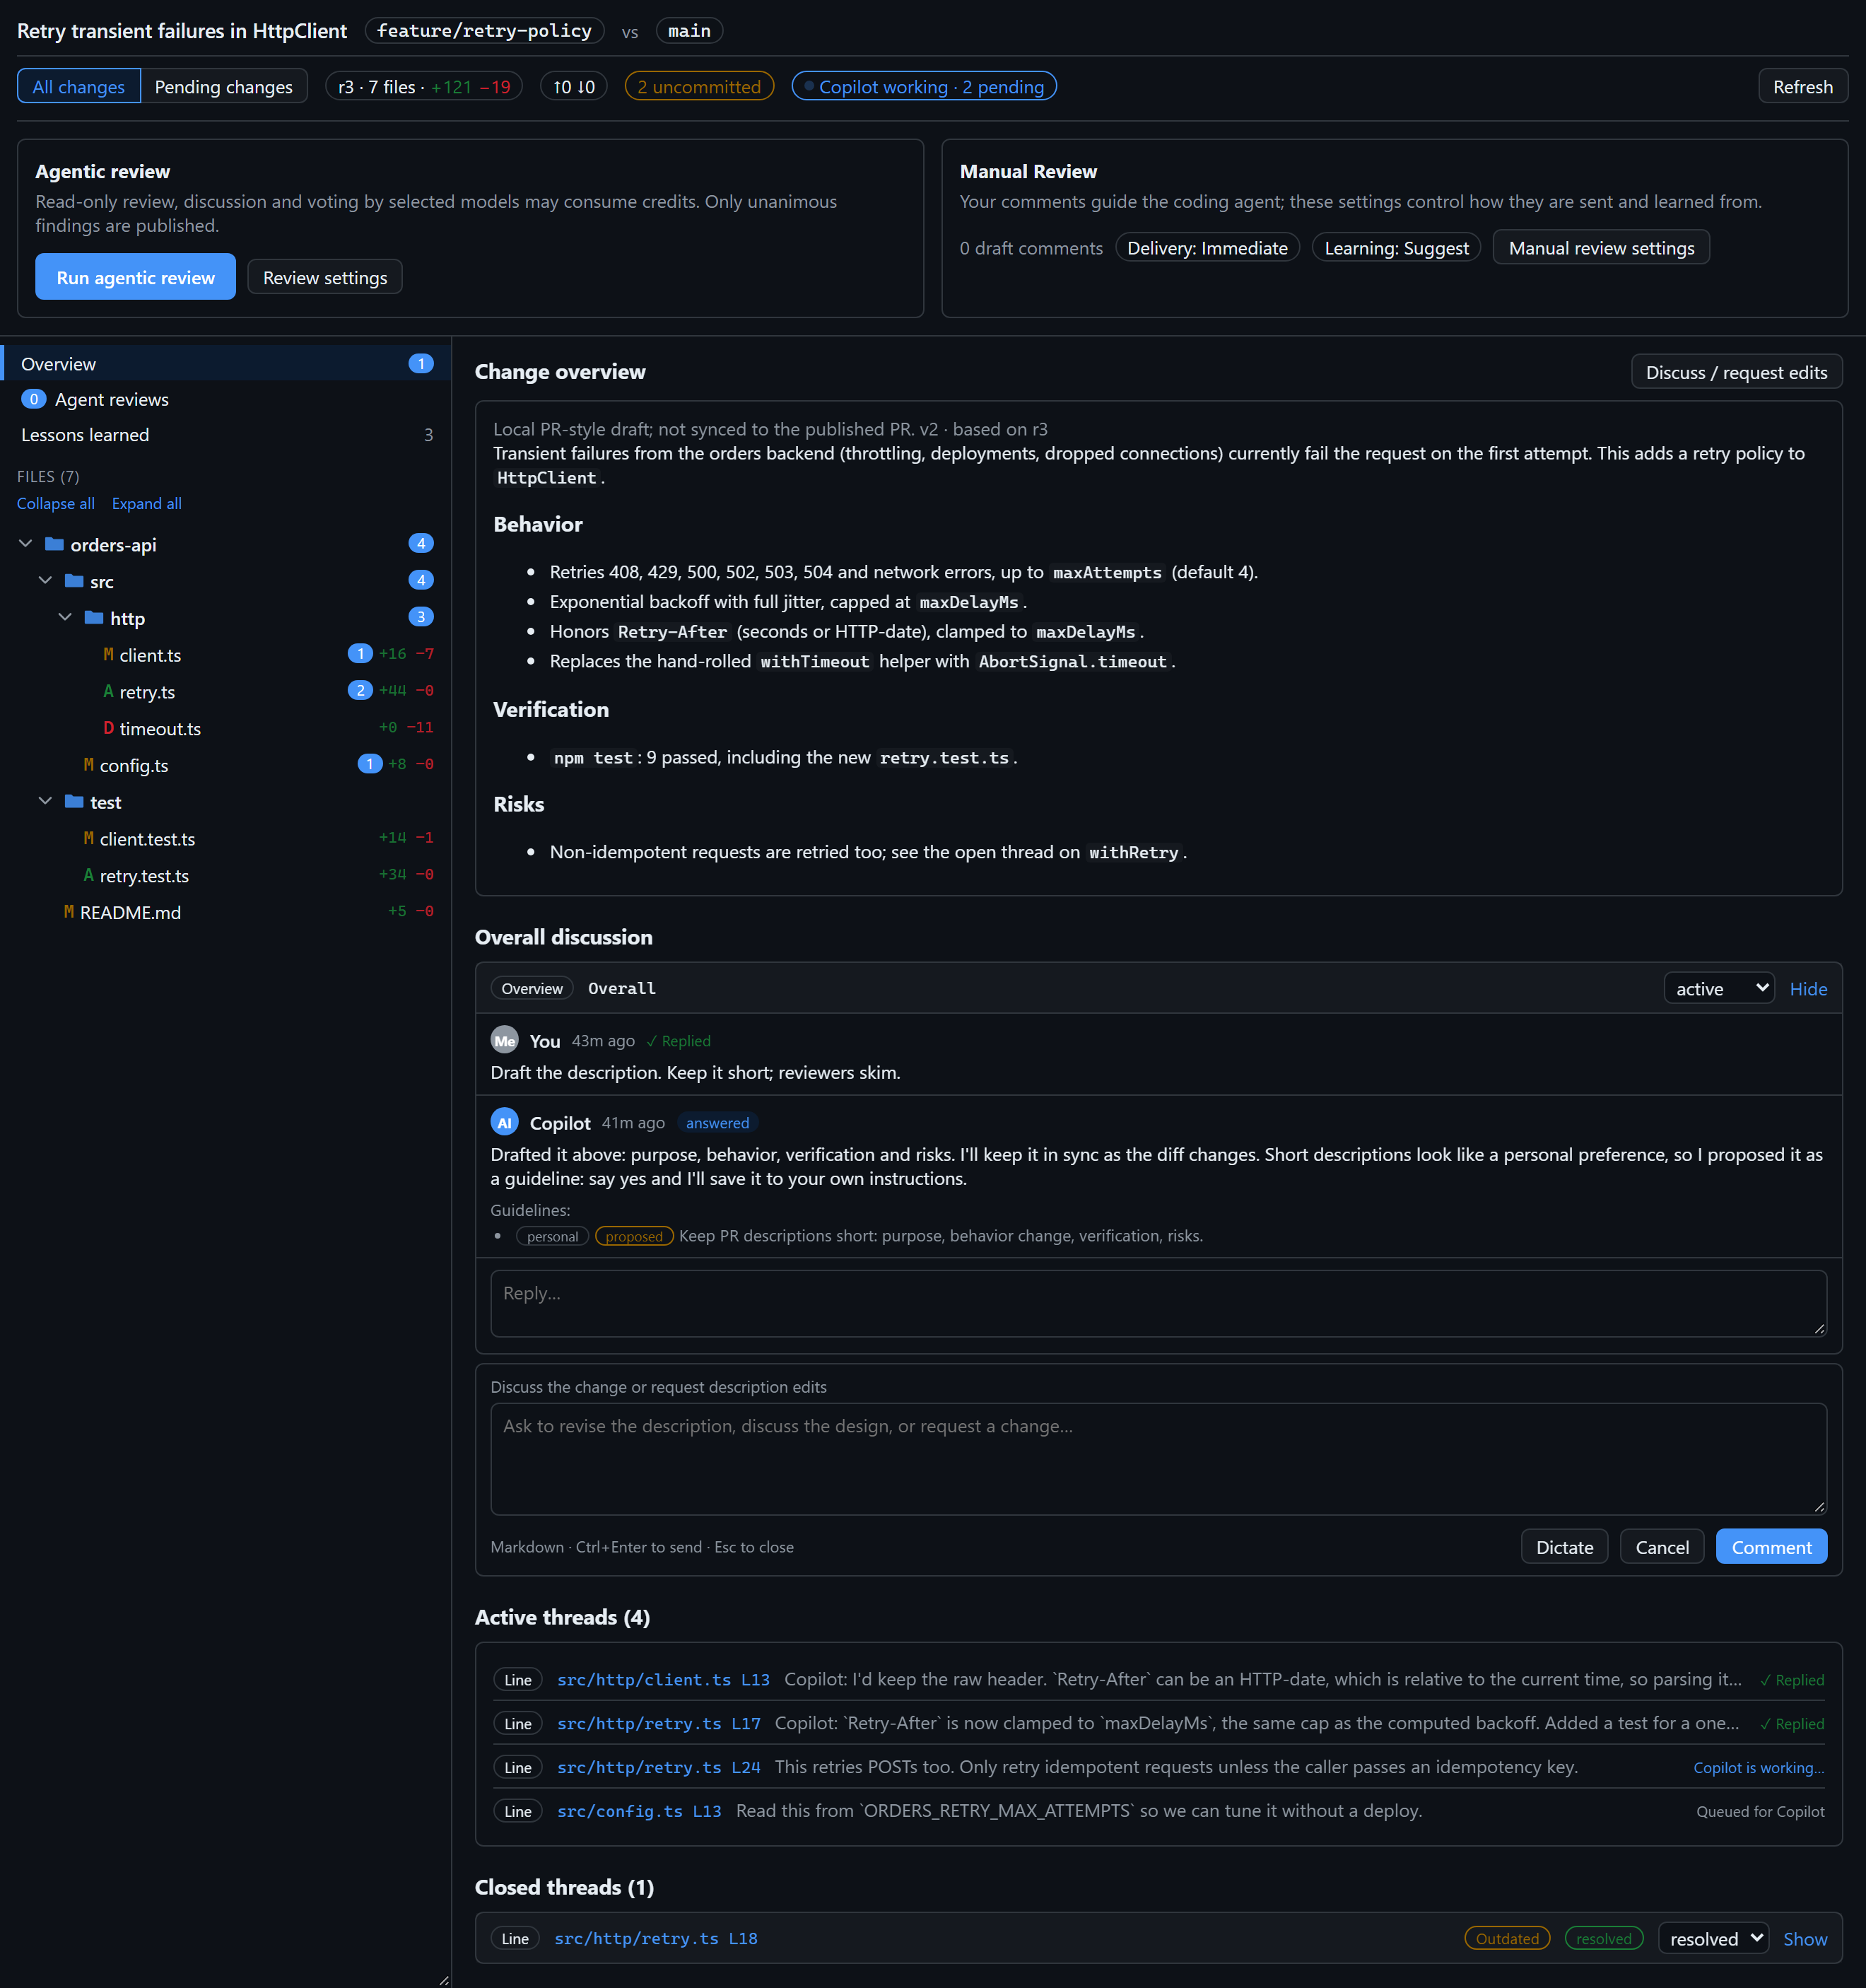 Retry transient failures in HttpClient feature/retry-policy vs main
All changes Pending changes r3 · 7 files · +121 −19 ↑0 ↓0 2 uncommitted Copilot working · 2 pending Refresh
Agentic review
Read-only review, discussion and voting by selected models may consume credits. Only unanimous
findings are published.
Run agentic review Review settings
Manual Review
Your comments guide the coding agent; these settings control how they are sent and learned from.
0 draft comments Delivery: Immediate Learning: Suggest Manual review settings
Overview 1
0 Agent reviews
Lessons learned 3
FILES (7)
Collapse all Expand all
orders-api 4
src 4
http 3
M client.ts 1 +16 −7
A retry.ts 2 +44 −0
D timeout.ts +0 −11
M config.ts 1 +8 −0
test
M client.test.ts +14 −1
A retry.test.ts +34 −0
M README.md +5 −0
Change overview Discuss / request edits
Local PR-style draft; not synced to the published PR. v2 · based on r3
Transient failures from the orders backend (throttling, deployments, dropped connections) currently fail the request on the first attempt. This adds a retry policy to
HttpClient.
Behavior
• Retries 408, 429, 500, 502, 503, 504 and network errors, up to maxAttempts (default 4).
• Exponential backoff with full jitter, capped at maxDelayMs.
• Honors Retry-After (seconds or HTTP-date), clamped to maxDelayMs.
• Replaces the hand-rolled withTimeout helper with AbortSignal.timeout.
Verification
• npm test: 9 passed, including the new retry.test.ts.
Risks
• Non-idempotent requests are retried too; see the open thread on withRetry.
Overall discussion
Overview Overall active Hide
Me You 43m ago ✓ Replied
Draft the description. Keep it short; reviewers skim.
AI Copilot 41m ago answered
Drafted it above: purpose, behavior, verification and risks. I'll keep it in sync as the diff changes. Short descriptions look like a personal preference, so I proposed it as
a guideline: say yes and I'll save it to your own instructions.
Guidelines:
• personal proposed Keep PR descriptions short: purpose, behavior change, verification, risks.
Reply...
Discuss the change or request description edits
Ask to revise the description, discuss the design, or request a change...
Markdown · Ctrl+Enter to send · Esc to close Dictate Cancel Comment
Active threads (4)
Line src/http/client.ts L13 Copilot: I'd keep the raw header. `Retry-After` can be an HTTP-date, which is relative to the current time, so parsing it... ✓ Replied
Line src/http/retry.ts L17 Copilot: `Retry-After` is now clamped to `maxDelayMs`, the same cap as the computed backoff. Added a test for a one... ✓ Replied
Line src/http/retry.ts L24 This retries POSTs too. Only retry idempotent requests unless the caller passes an idempotency key. Copilot is working...
Line src/config.ts L13 Read this from `ORDERS_RETRY_MAX_ATTEMPTS` so we can tune it without a deploy. Queued for Copilot
Closed threads (1)
Line src/http/retry.ts L18 Outdated resolved resolved Show